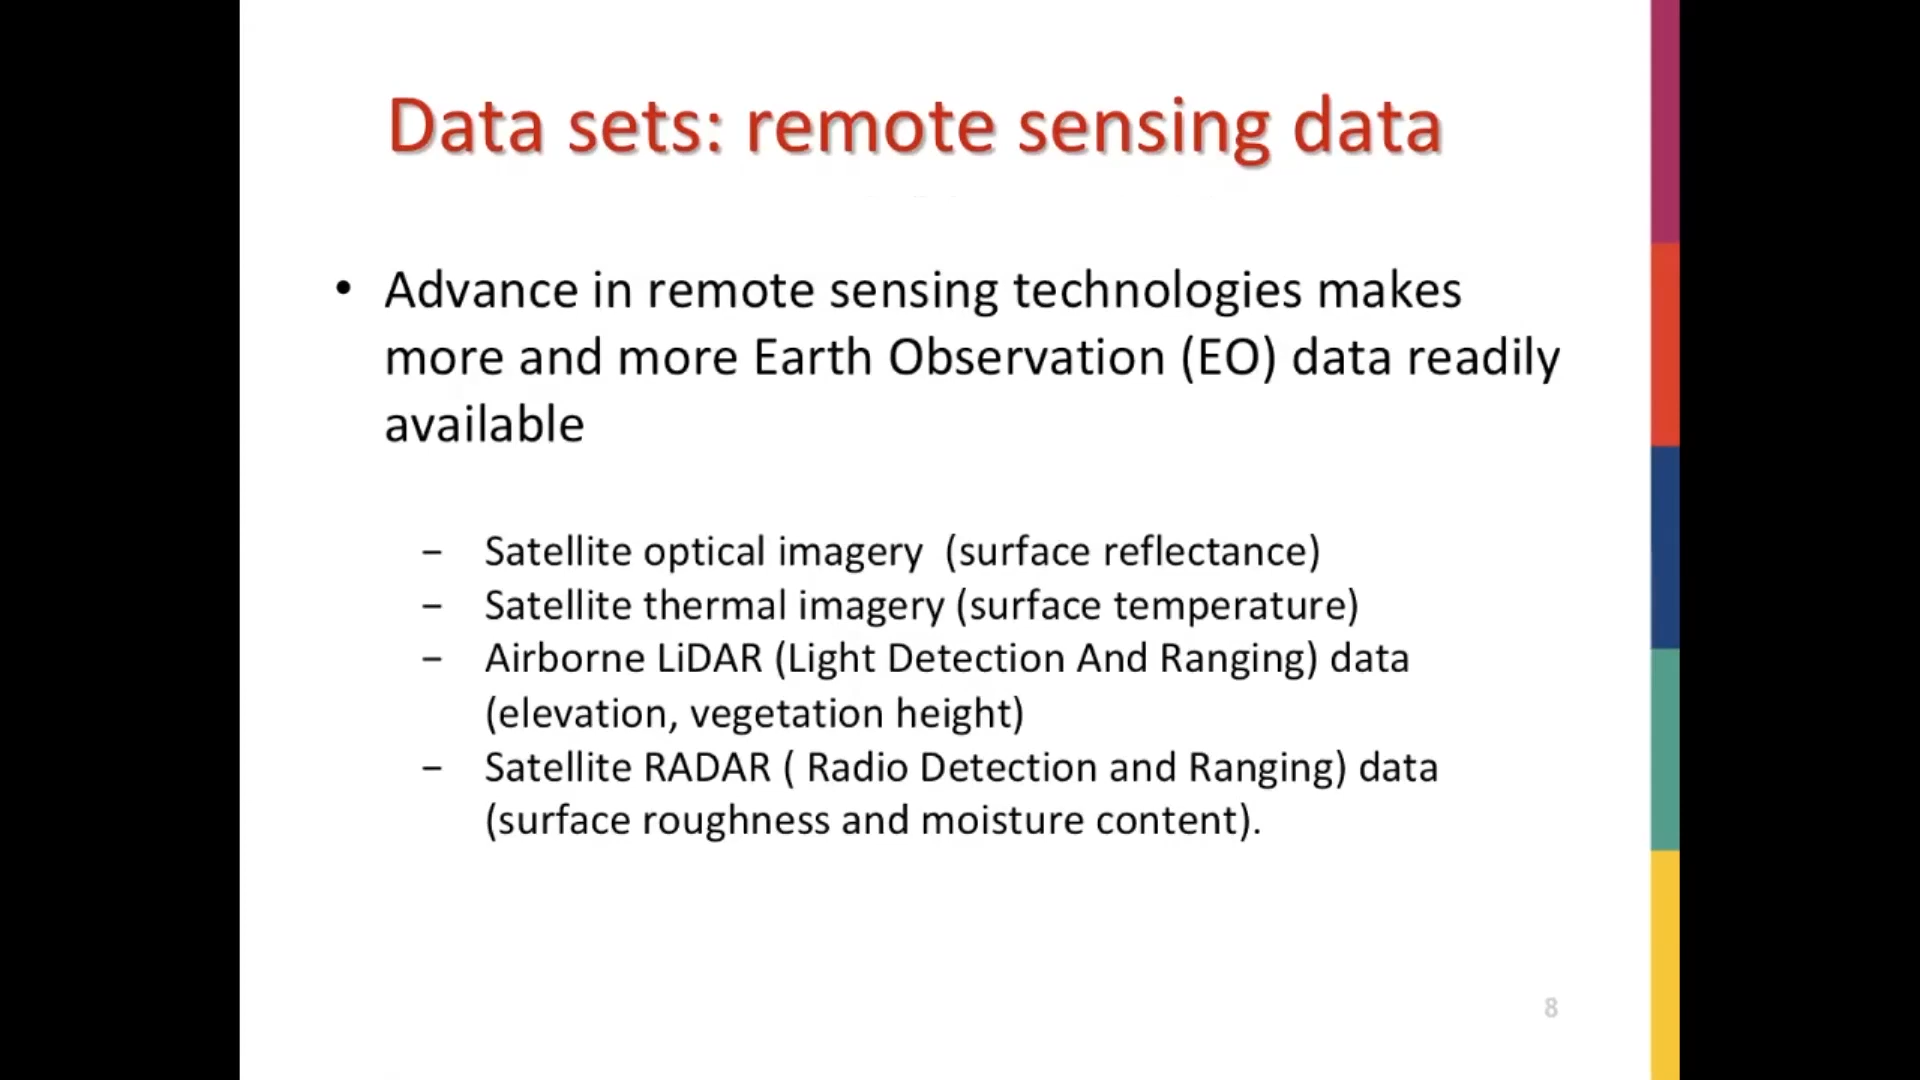 Data sets: remote sensing data
• Advance in remote sensing technologies makes
more and more Earth Observation (EO) data readily
available
– Satellite optical imagery  (surface reflectance)
– Satellite thermal imagery (surface temperature)
– Airborne LiDAR (Light Detection And Ranging) data
(elevation, vegetation height)
– Satellite RADAR ( Radio Detection and Ranging) data
(surface roughness and moisture content).
8